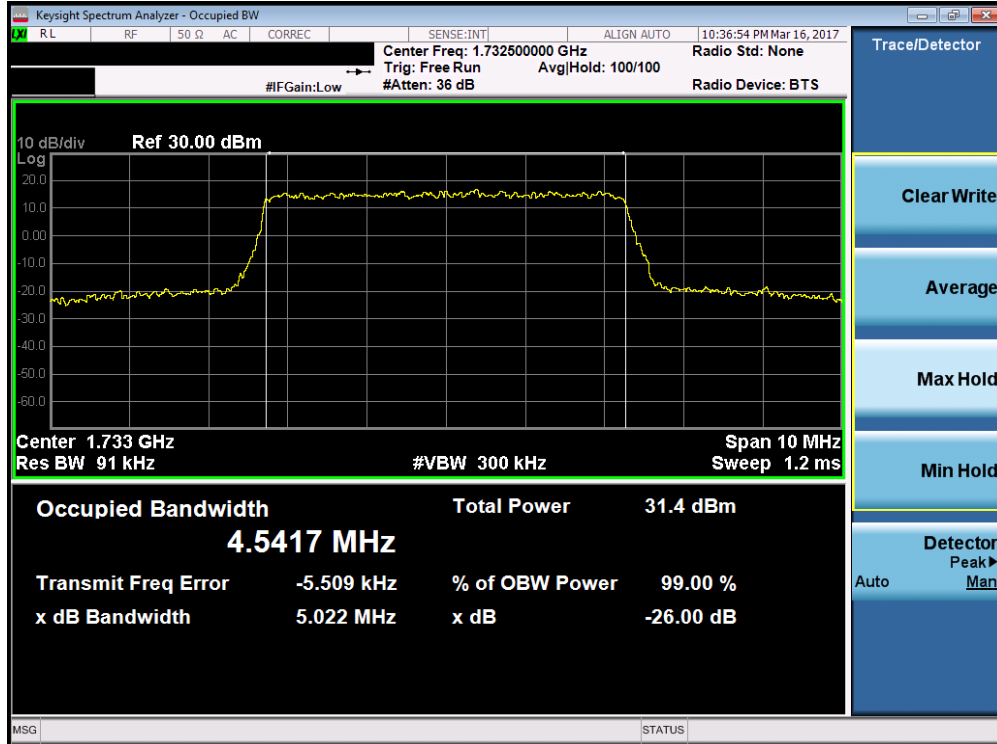 Keysight Spectrum Analyzer - Occupied BW
LXI RL RF 50 Ω AC CORREC SENSE:INT ALIGN AUTO 10:36:54 PM Mar 16, 2017
Center Freq: 1.732500000 GHz Radio Std: None
Trig: Free Run Avg|Hold: 100/100
#IFGain:Low #Atten: 36 dB Radio Device: BTS
10 dB/div Ref 30.00 dBm
Log
20.0
10.0
0.00
-10.0
-20.0
-30.0
-40.0
-50.0
-60.0
Center 1.733 GHz Span 10 MHz
Res BW 91 kHz #VBW 300 kHz Sweep 1.2 ms
Occupied Bandwidth Total Power 31.4 dBm
4.5417 MHz
Transmit Freq Error -5.509 kHz % of OBW Power 99.00 %
x dB Bandwidth 5.022 MHz x dB -26.00 dB
MSG STATUS
Trace/Detector
Clear Write
Average
Max Hold
Min Hold
Detector
Peak
Auto Man